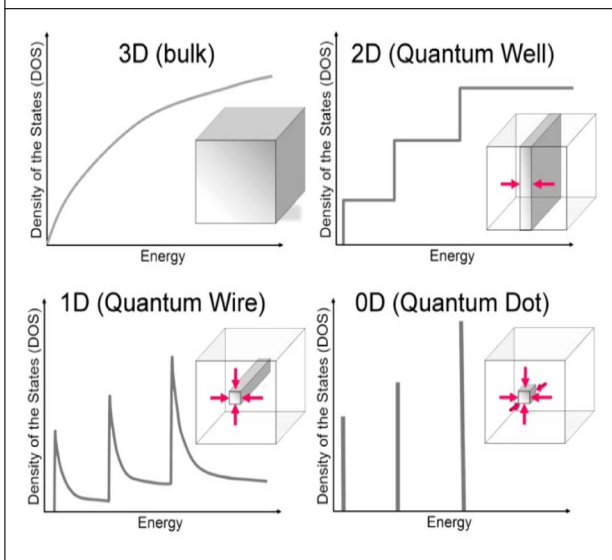 3D (bulk)
Density of the States (DOS)
Energy
2D (Quantum Well)
Density of the States (DOS)
Energy
1D (Quantum Wire)
Density of the States (DOS)
Energy
0D (Quantum Dot)
Density of the States (DOS)
Energy